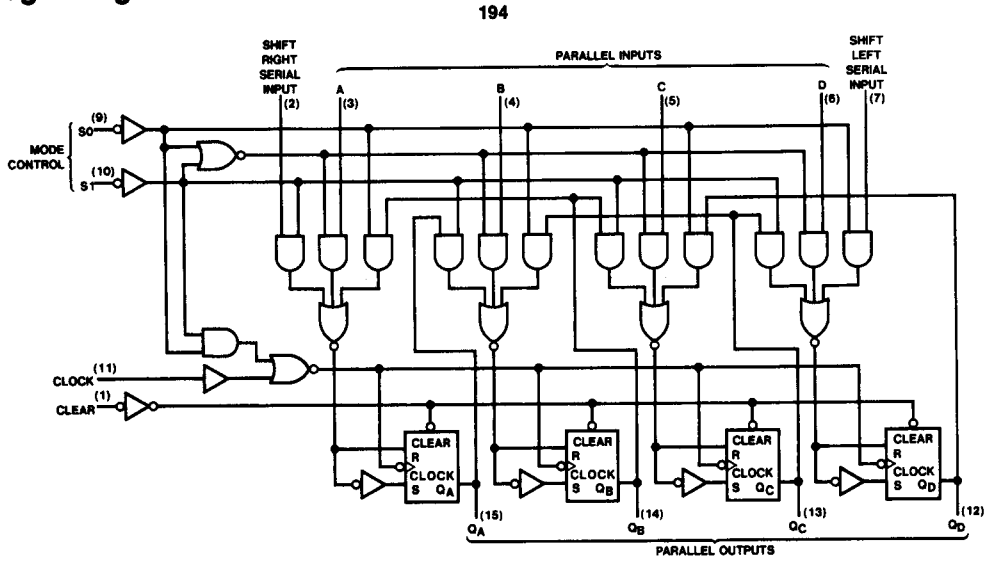 194
SHIFT
RIGHT
SERIAL
INPUT
(2)
PARALLEL INPUTS
SHIFT
LEFT
SERIAL
INPUT
(7)
A
(3)
B
(4)
C
(5)
D
(6)
MODE
CONTROL
S0
(9)
S1
(10)
CLOCK
(11)
CLEAR
(1)
CLEAR
R
CLOCK
S QA
CLEAR
R
CLOCK
S QB
CLEAR
R
CLOCK
S QC
CLEAR
R
CLOCK
S QD
(15)
QA
(14)
QB
(13)
QC
(12)
QD
PARALLEL OUTPUTS